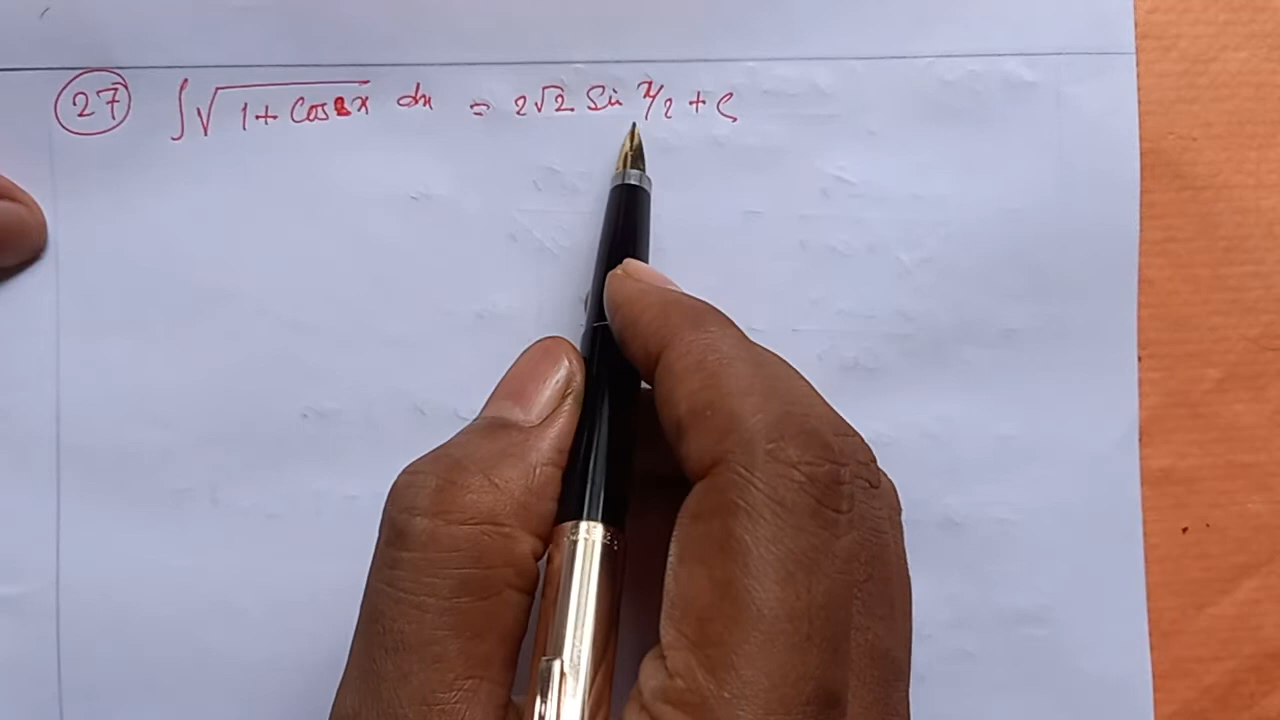 27 ∫√(1 + Cos x) dx = 2√2 Sin x/2 + C